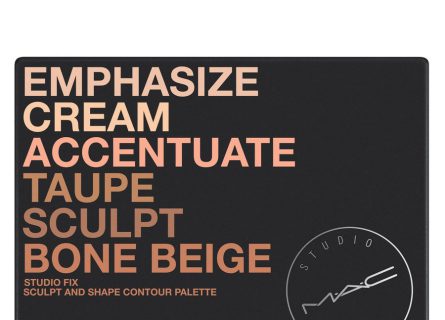 EMPHASIZE
CREAM
ACCENTUATE
TAUPE
SCULPT
BONE BEIGE
STUDIO FIX
SCULPT AND SHAPE CONTOUR PALETTE
STUDIO
MAC